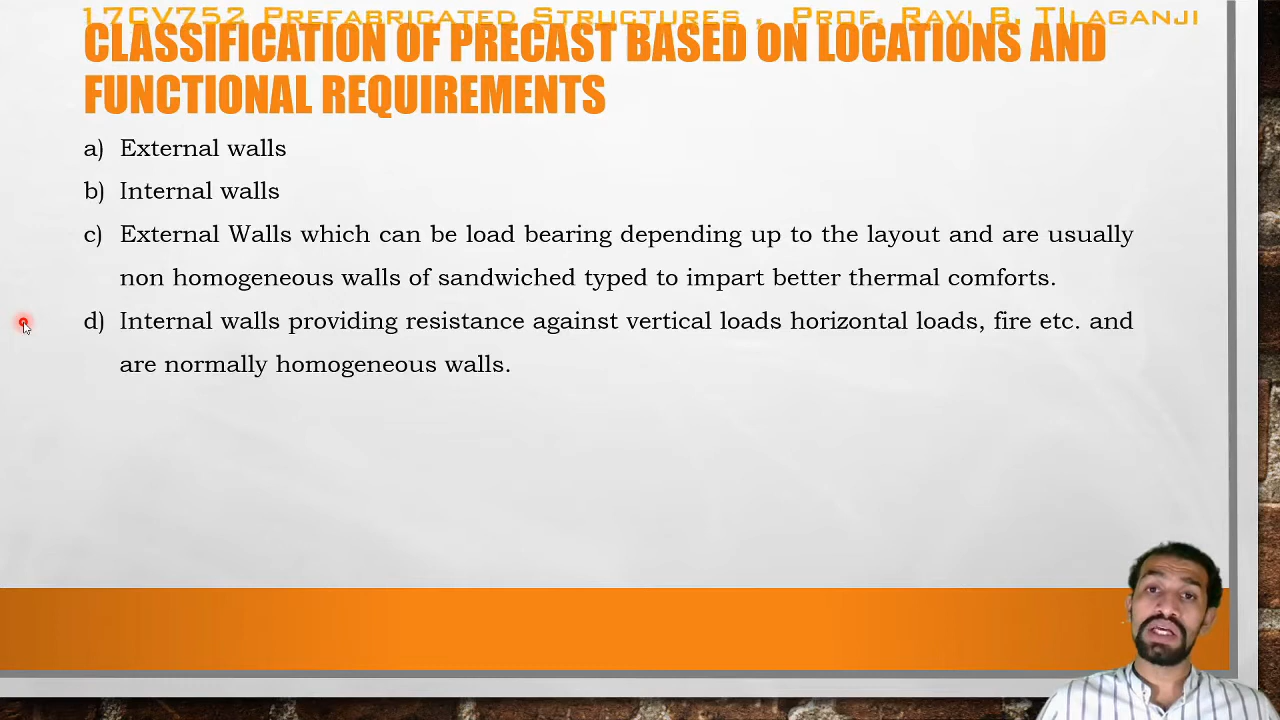 17CV752 Prefabricated Structures , Prof. Ravi B. TIlaganji
CLASSIFICATION OF PRECAST BASED ON LOCATIONS AND
FUNCTIONAL REQUIREMENTS
a) External walls
b) Internal walls
c) External Walls which can be load bearing depending up to the layout and are usually
non homogeneous walls of sandwiched typed to impart better thermal comforts.
d) Internal walls providing resistance against vertical loads horizontal loads, fire etc. and
are normally homogeneous walls.